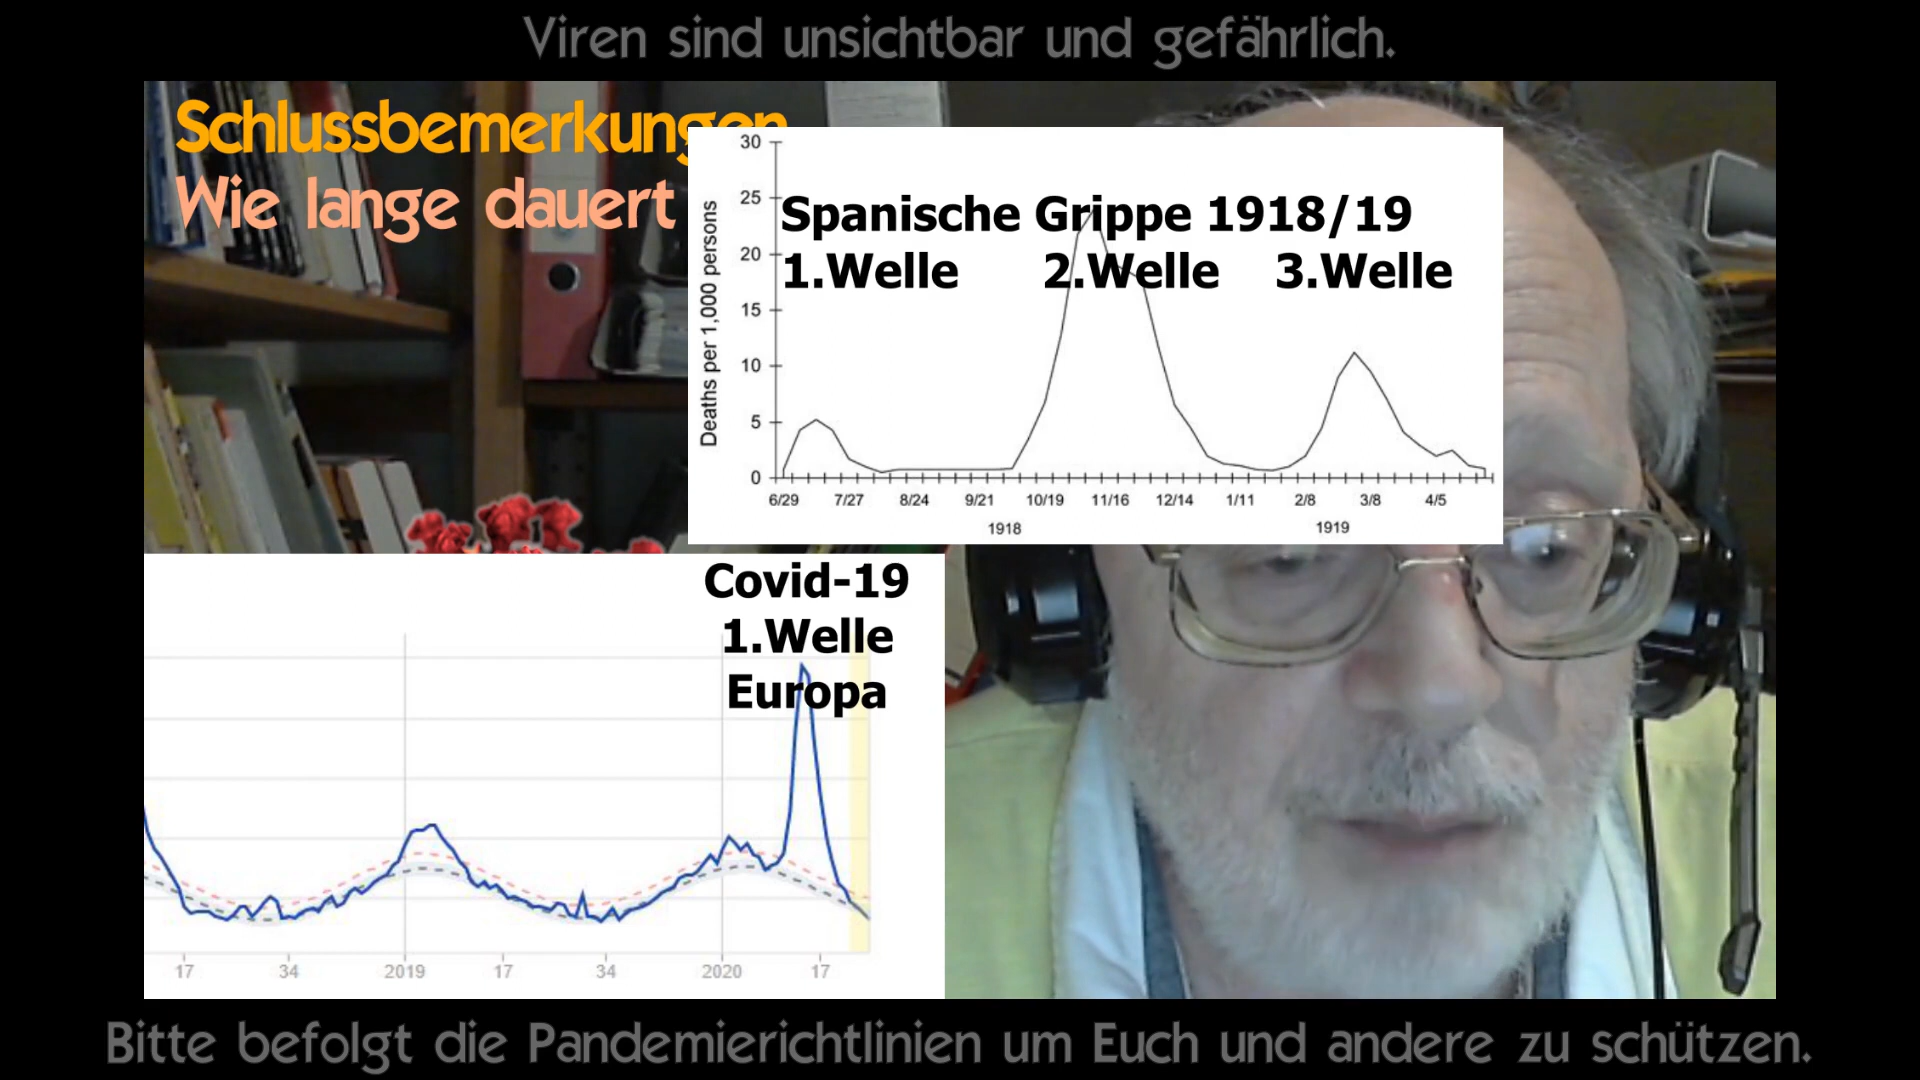 Viren sind unsichtbar und gefährlich.
Schlussbemerkungen
Wie lange dauert
30
25
20
15
10
5
0
Deaths per 1,000 persons
Spanische Grippe 1918/19
1.Welle 2.Welle 3.Welle
6/29 7/27 8/24 9/21 10/19 11/16 12/14 1/11 2/8 3/8 4/5
1918 1919
Covid-19
1.Welle
Europa
17 34 2019 17 34 2020 17
Bitte befolgt die Pandemierichtlinien um Euch und andere zu schützen.